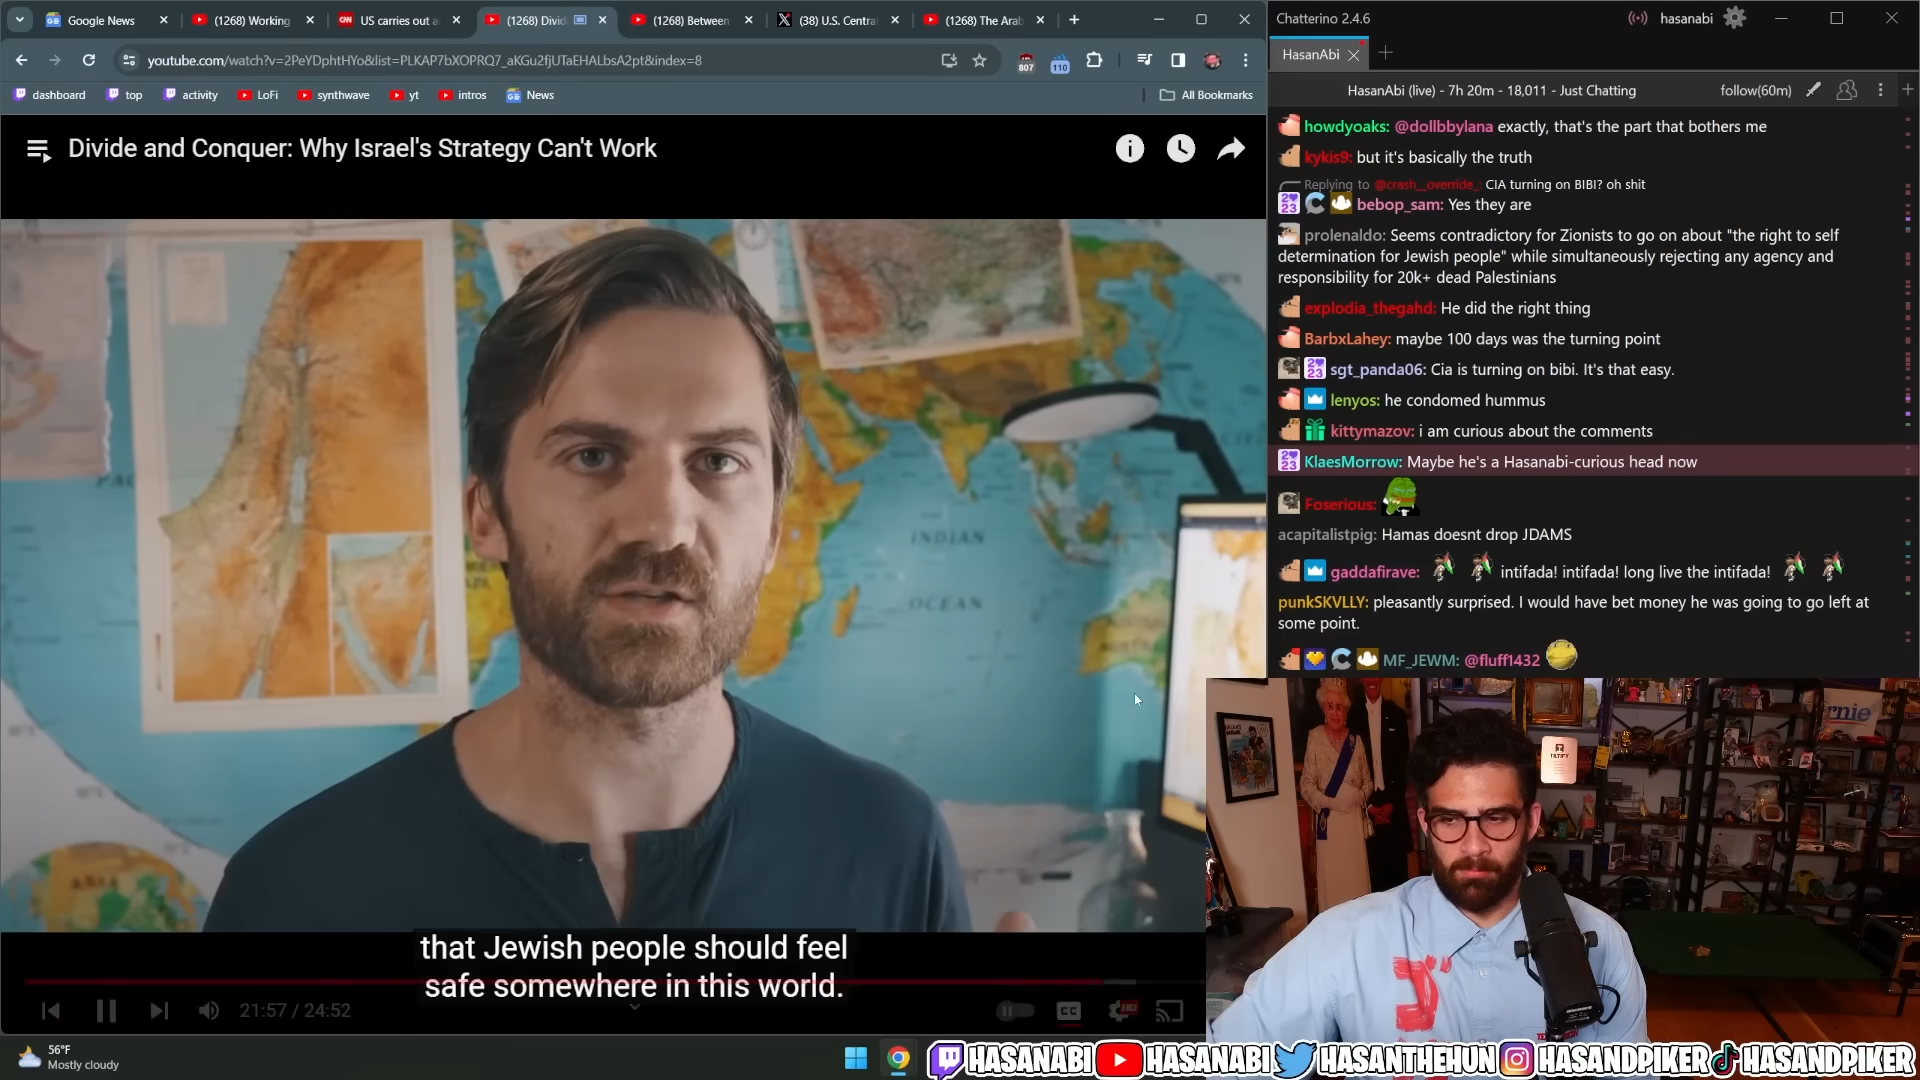 Google News
(1268) Working
US carries out a
(1268) Divid
(1268) Between
(38) U.S. Centra
(1268) The Arab
youtube.com/watch?v=2PeYDphtHYo&list=PLKAP7bXOPRQ7_aKGu2fjUTaEHALbsA2pt&index=8
807
110
dashboard
top
activity
LoFi
synthwave
yt
intros
News
All Bookmarks
Divide and Conquer: Why Israel's Strategy Can't Work
INDIAN
OCEAN
that Jewish people should feel
safe somewhere in this world.
21:57 / 24:52
CC
HD
56°F
Mostly cloudy
Chatterino 2.4.6
hasanabi
HasanAbi
HasanAbi (live) - 7h 20m - 18,011 - Just Chatting
follow(60m)
howdyoaks: @dollbbylana exactly, that's the part that bothers me
kykis9: but it's basically the truth
Replying to @crash__override_: CIA turning on BIBI? oh shit
bebop_sam: Yes they are
prolenaldo: Seems contradictory for Zionists to go on about "the right to self
determination for Jewish people" while simultaneously rejecting any agency and
responsibility for 20k+ dead Palestinians
explodia_thegahd: He did the right thing
BarbxLahey: maybe 100 days was the turning point
sgt_panda06: Cia is turning on bibi. It's that easy.
lenyos: he condomed hummus
kittymazov: i am curious about the comments
KlaesMorrow: Maybe he's a Hasanabi-curious head now
Foserious:
acapitalistpig: Hamas doesnt drop JDAMS
gaddafirave: intifada! intifada! long live the intifada!
punkSKVLLY: pleasantly surprised. I would have bet money he was going to go left at
some point.
MF_JEWM: @fluff1432
TILTIFY
HASANABI
HASANABI
HASANTHEHUN
HASANDPIKER
HASANDPIKER